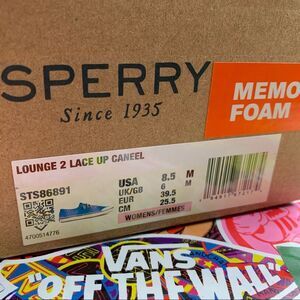 SPERRY
Since 1935
MEMO
FOAM
LOUNGE 2 LACE UP CANEEL
STS86891
USA 8.5 M
UK/GB 6 M
EUR 39.5
CM 25.5
WOMENS/FEMMES
4700514776
VANS
"OFF THE WALL"